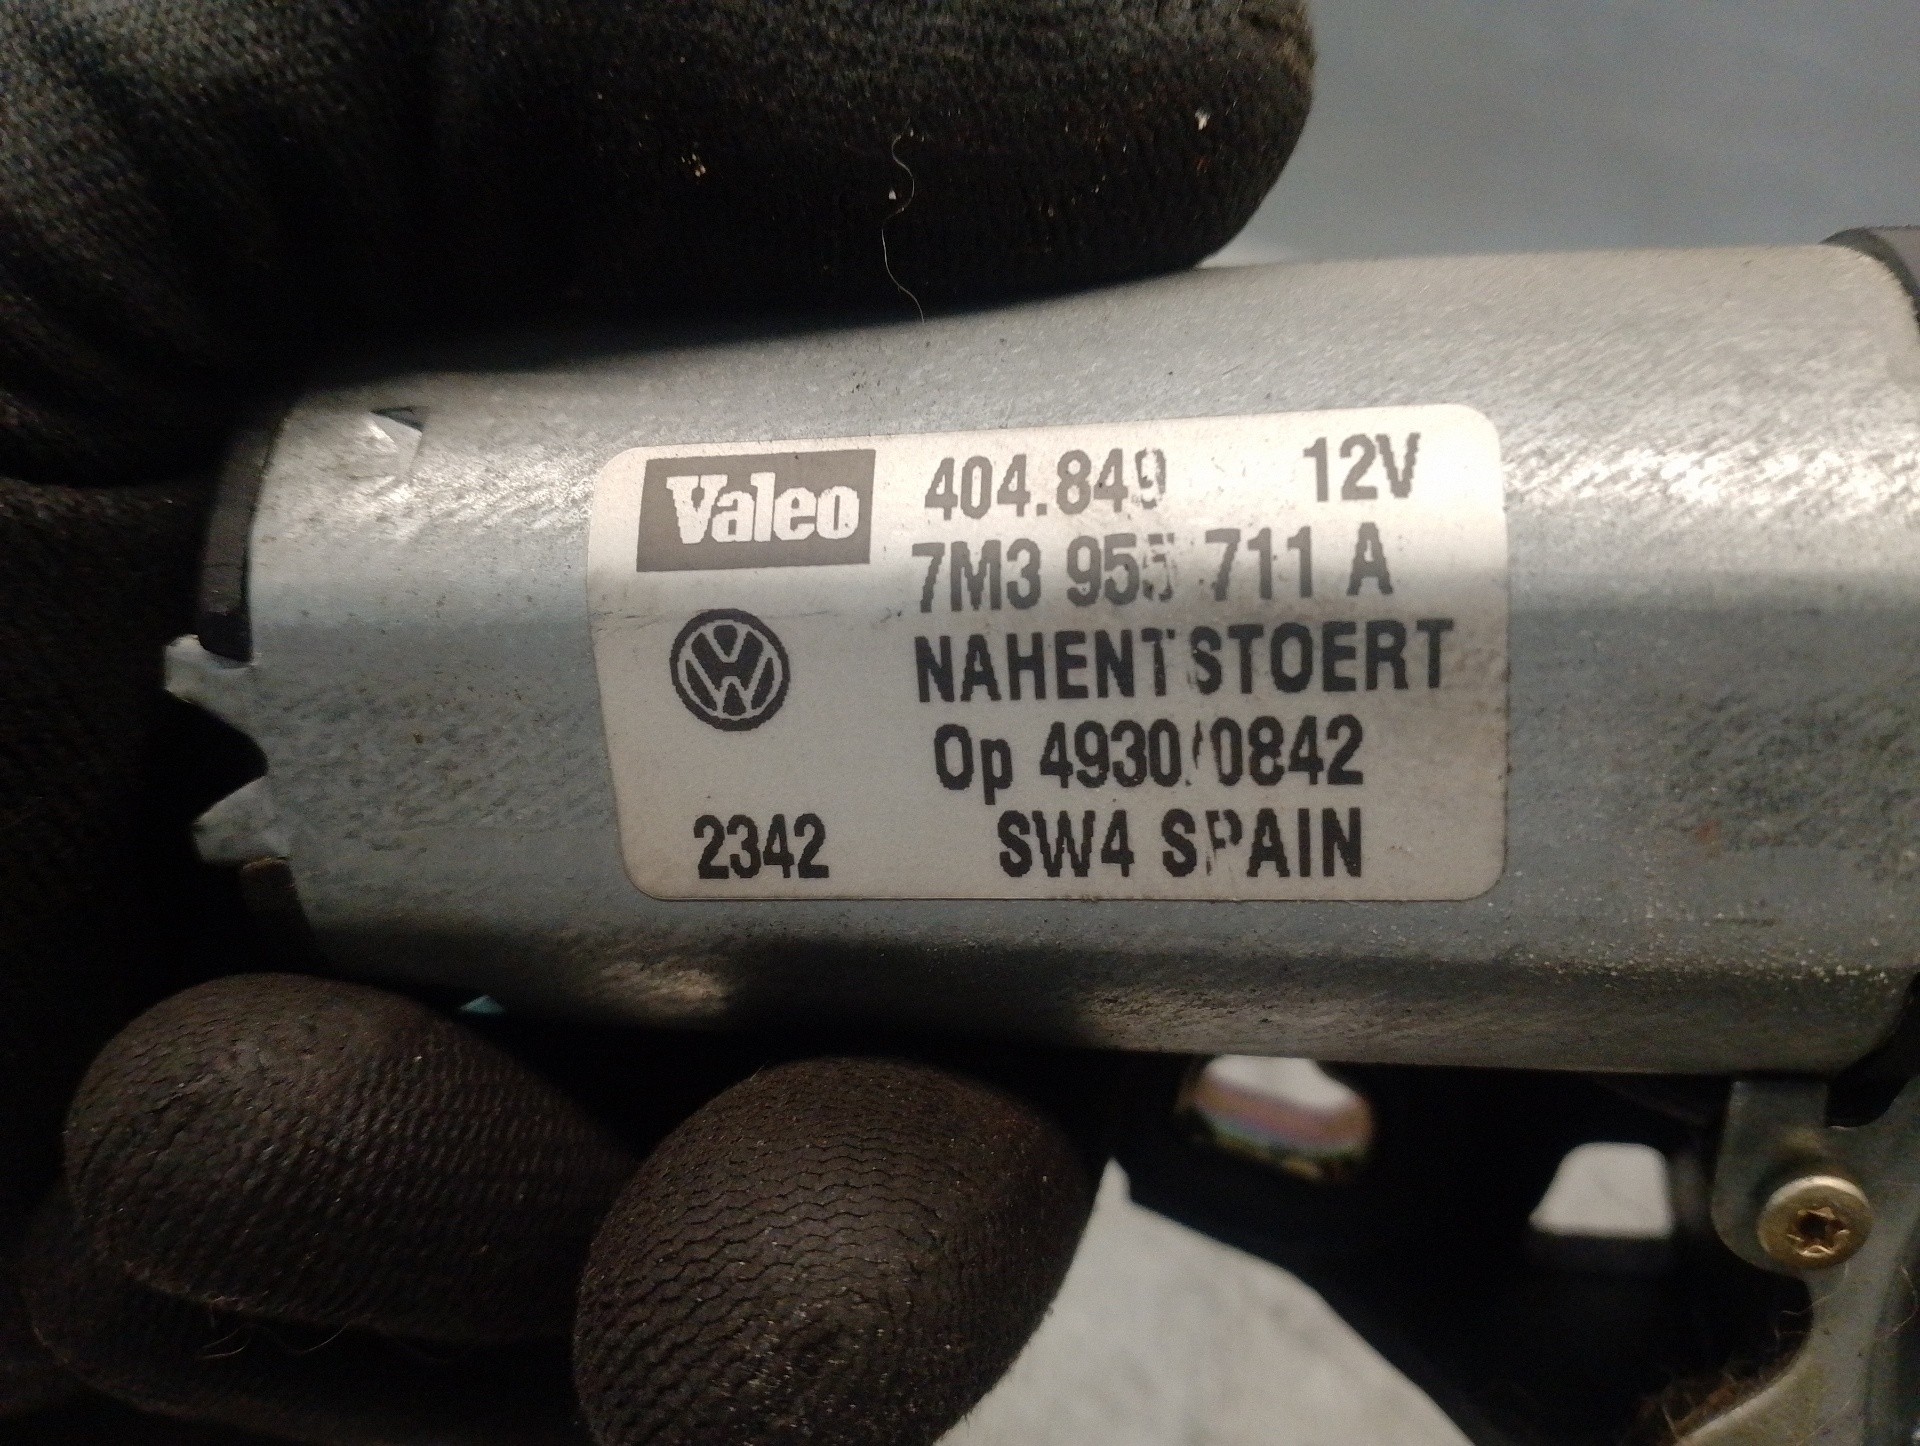 Valeo 404.849 12V
7M3 955 711 A
NAHENTSTOERT
Op 4930/0842
2342 SW4 SPAIN